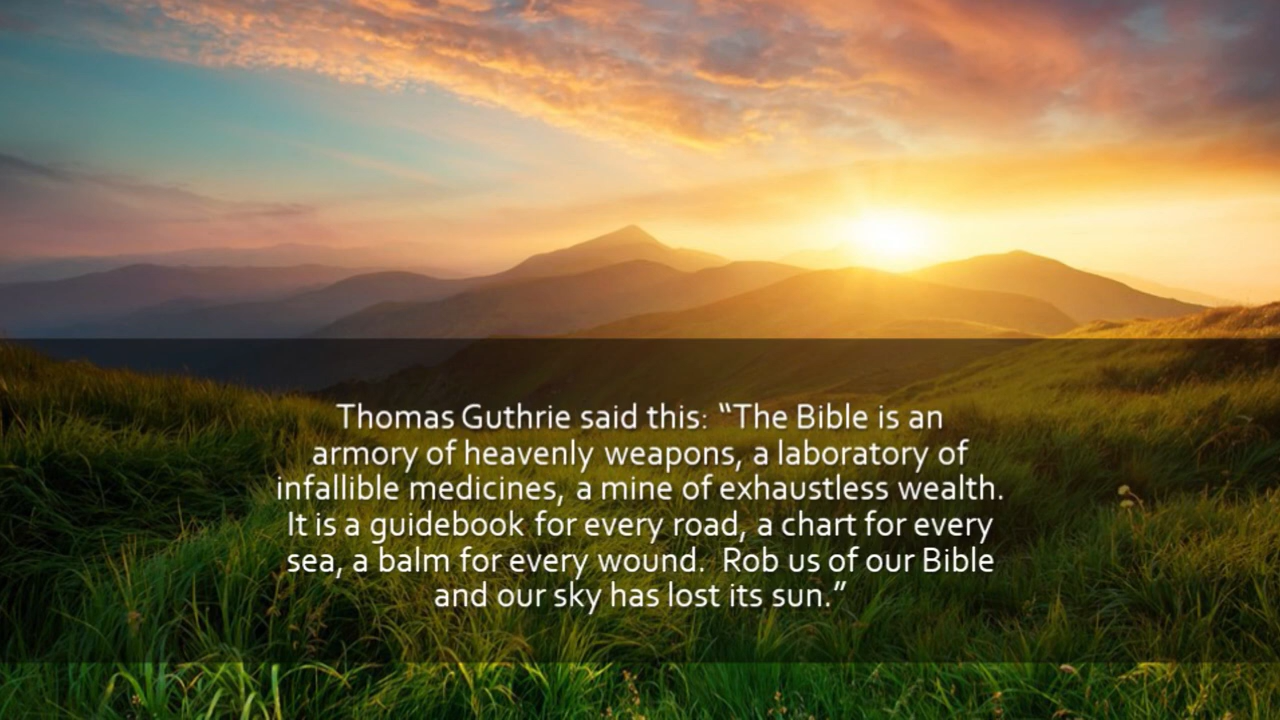 Thomas Guthrie said this: “The Bible is an
armory of heavenly weapons, a laboratory of
infallible medicines, a mine of exhaustless wealth.
It is a guidebook for every road, a chart for every
sea, a balm for every wound.  Rob us of our Bible
and our sky has lost its sun.”